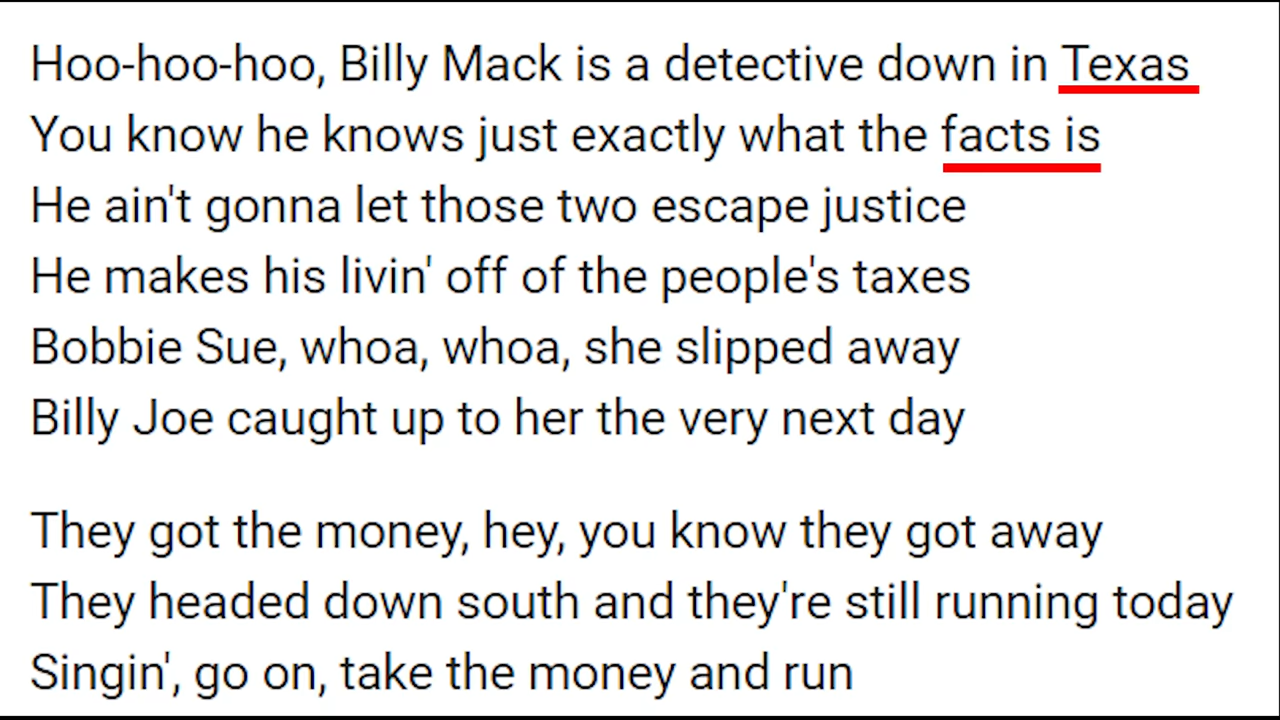 Hoo-hoo-hoo, Billy Mack is a detective down in Texas
You know he knows just exactly what the facts is
He ain't gonna let those two escape justice
He makes his livin' off of the people's taxes
Bobbie Sue, whoa, whoa, she slipped away
Billy Joe caught up to her the very next day
They got the money, hey, you know they got away
They headed down south and they're still running today
Singin', go on, take the money and run